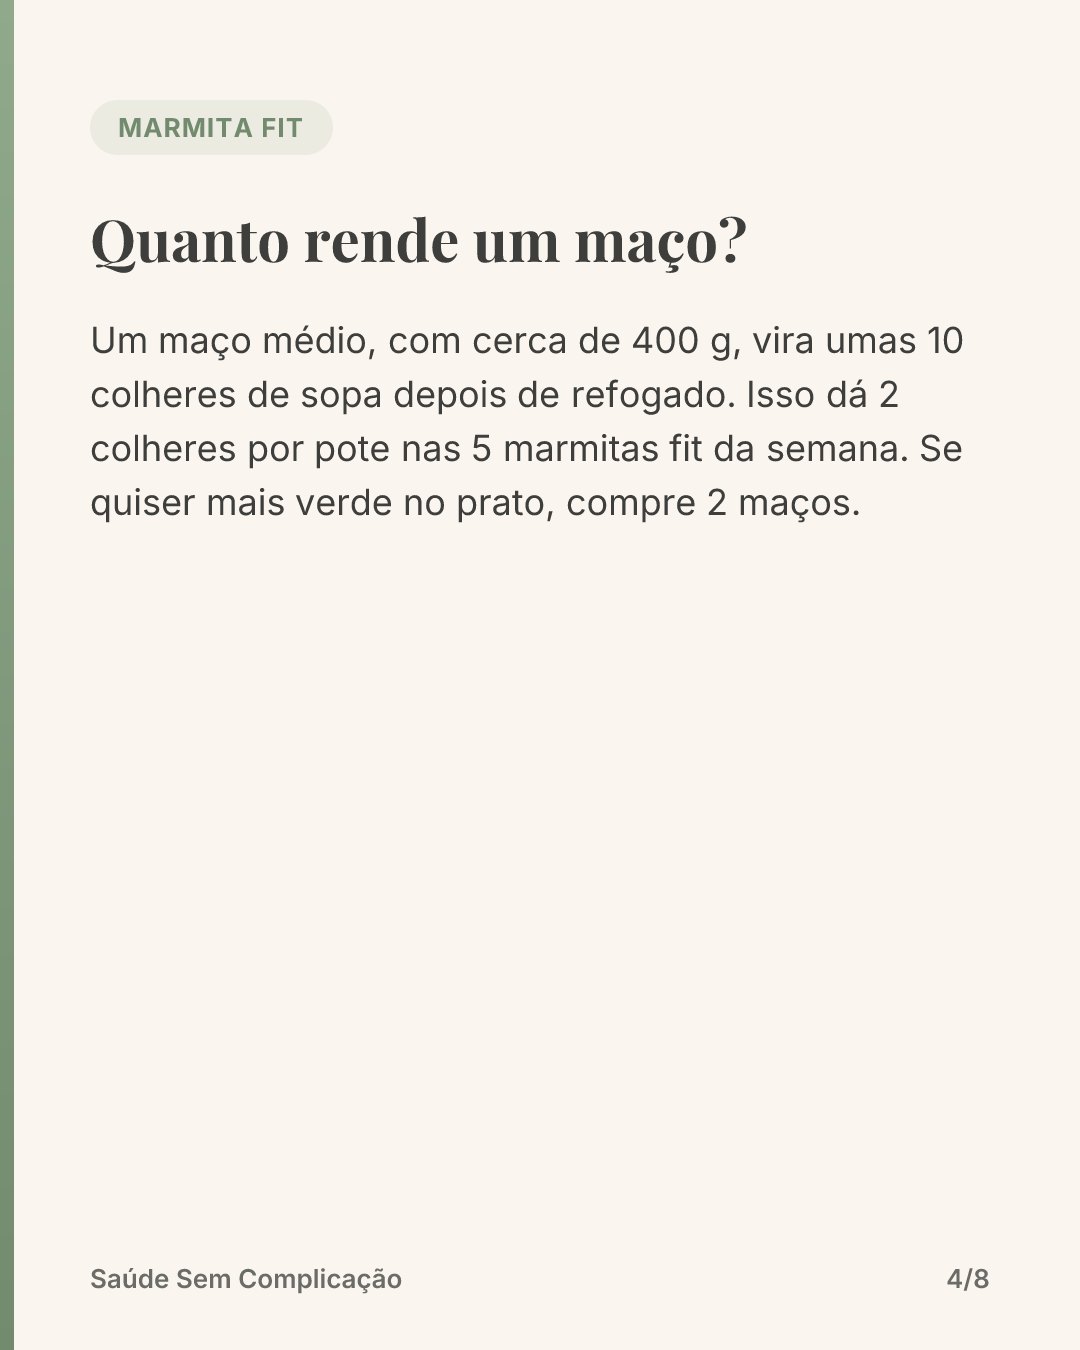 MARMITA FIT
Quanto rende um maço?
Um maço médio, com cerca de 400 g, vira umas 10
colheres de sopa depois de refogado. Isso dá 2
colheres por pote nas 5 marmitas fit da semana. Se
quiser mais verde no prato, compre 2 maços.
Saúde Sem Complicação
4/8